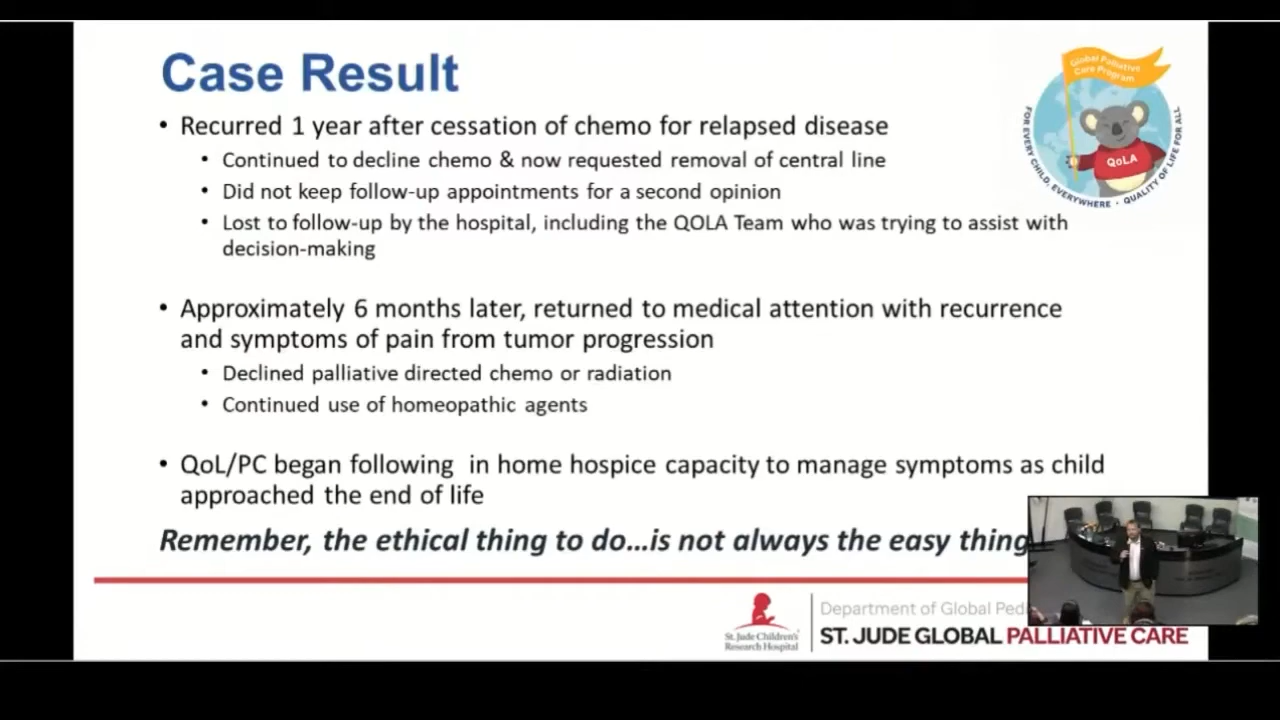 Case Result
• Recurred 1 year after cessation of chemo for relapsed disease
• Continued to decline chemo & now requested removal of central line
• Did not keep follow-up appointments for a second opinion
• Lost to follow-up by the hospital, including the QOLA Team who was trying to assist with
decision-making
• Approximately 6 months later, returned to medical attention with recurrence
and symptoms of pain from tumor progression
• Declined palliative directed chemo or radiation
• Continued use of homeopathic agents
• QoL/PC began following in home hospice capacity to manage symptoms as child
approached the end of life
Remember, the ethical thing to do...is not always the easy thing
Global Palliative
Care Program
QoLA
FOR EVERY CHILD, EVERYWHERE • QUALITY OF LIFE FOR ALL
St. Jude Children's
Research Hospital
Department of Global Ped
ST. JUDE GLOBAL PALLIATIVE CARE